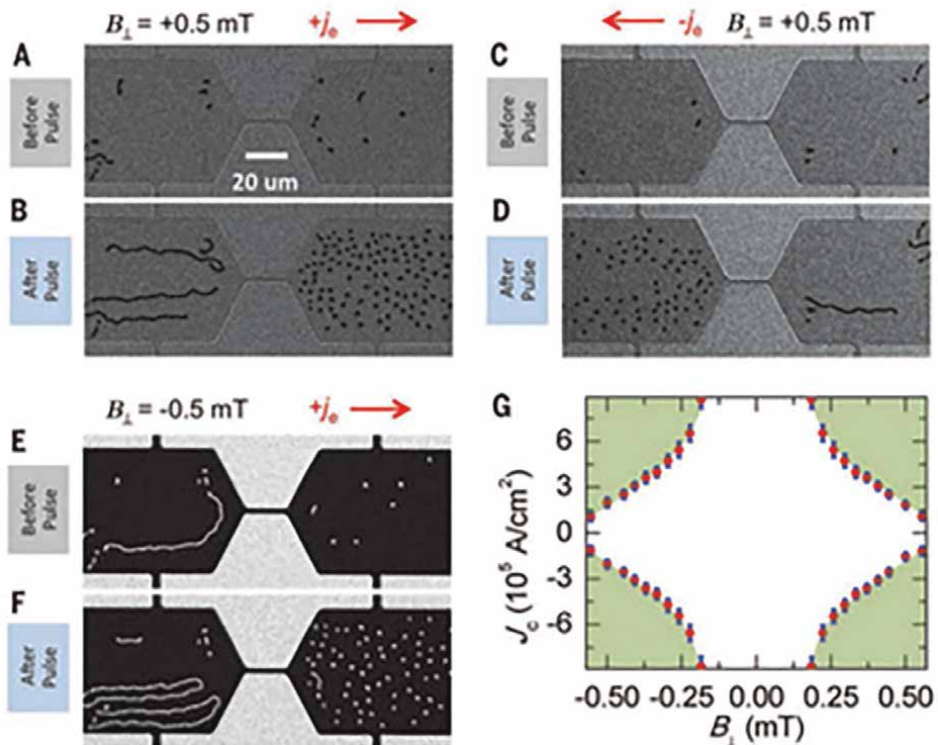 B⊥ = +0.5 mT +je
A
Before
Pulse
20 um
B
After
Pulse
-je B⊥ = +0.5 mT
C
Before
Pulse
D
After
Pulse
B⊥ = -0.5 mT +je
E
Before
Pulse
F
After
Pulse
G
Jc (10⁵ A/cm²)
6
3
0
-3
-6
-0.50 -0.25 0.00 0.25 0.50
B⊥ (mT)